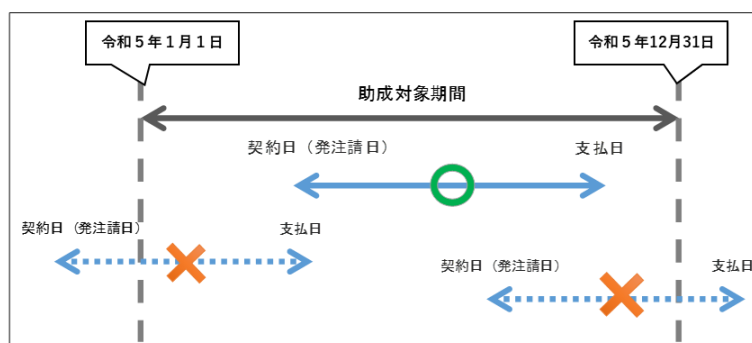 令和５年１月１日
令和５年12月31日
助成対象期間
契約日（発注請日）
支払日
契約日（発注請日）
支払日
契約日（発注請日）
支払日